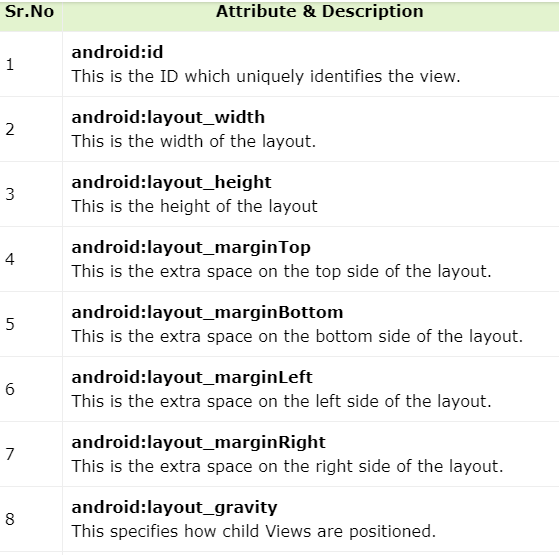 Sr.No Attribute & Description
1 android:id
This is the ID which uniquely identifies the view.
2 android:layout_width
This is the width of the layout.
3 android:layout_height
This is the height of the layout
4 android:layout_marginTop
This is the extra space on the top side of the layout.
5 android:layout_marginBottom
This is the extra space on the bottom side of the layout.
6 android:layout_marginLeft
This is the extra space on the left side of the layout.
7 android:layout_marginRight
This is the extra space on the right side of the layout.
8 android:layout_gravity
This specifies how child Views are positioned.